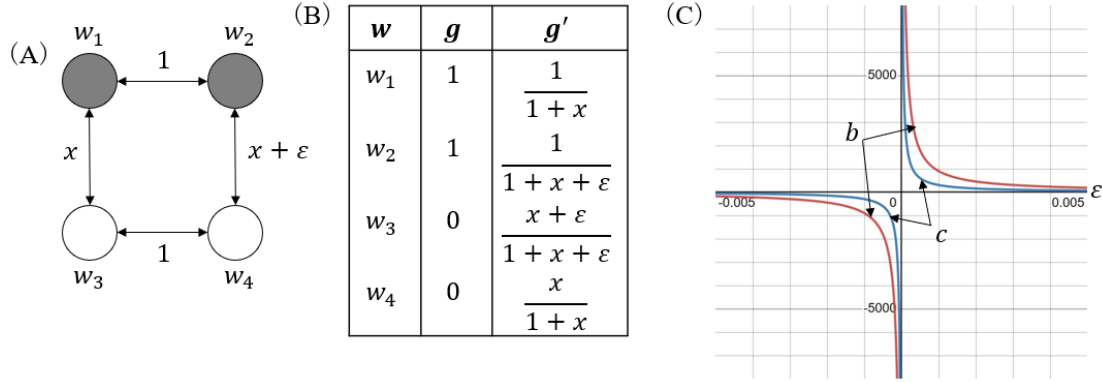 (A)
w₁
w₂
1
x
x + ε
1
w₃
w₄
(B)
w g g′
w₁ 1 1/(1 + x)
w₂ 1 1/(1 + x + ε)
w₃ 0 (x + ε)/(1 + x + ε)
w₄ 0 x/(1 + x)
(C)
5000
b
-0.005 0 0.005 ε
c
-5000